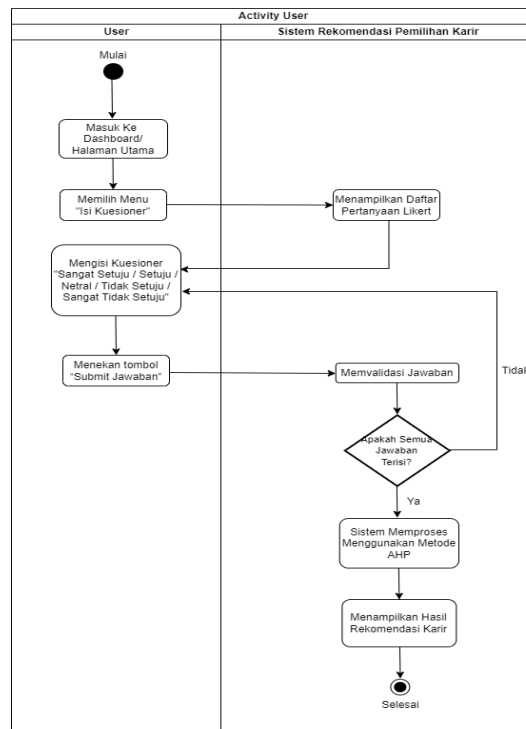 Activity User
User
Sistem Rekomendasi Pemilihan Karir
Mulai
Masuk Ke
Dashboard/
Halaman Utama
Memilih Menu
"Isi Kuesioner"
Menampilkan Daftar
Pertanyaan Likert
Mengisi Kuesioner
"Sangat Setuju / Setuju /
Netral / Tidak Setuju /
Sangat Tidak Setuju"
Menekan tombol
"Submit Jawaban"
Memvalidasi Jawaban
Tidak
Apakah Semua
Jawaban
Terisi?
Ya
Sistem Memproses
Menggunakan Metode
AHP
Menampilkan Hasil
Rekomendasi Karir
Selesai